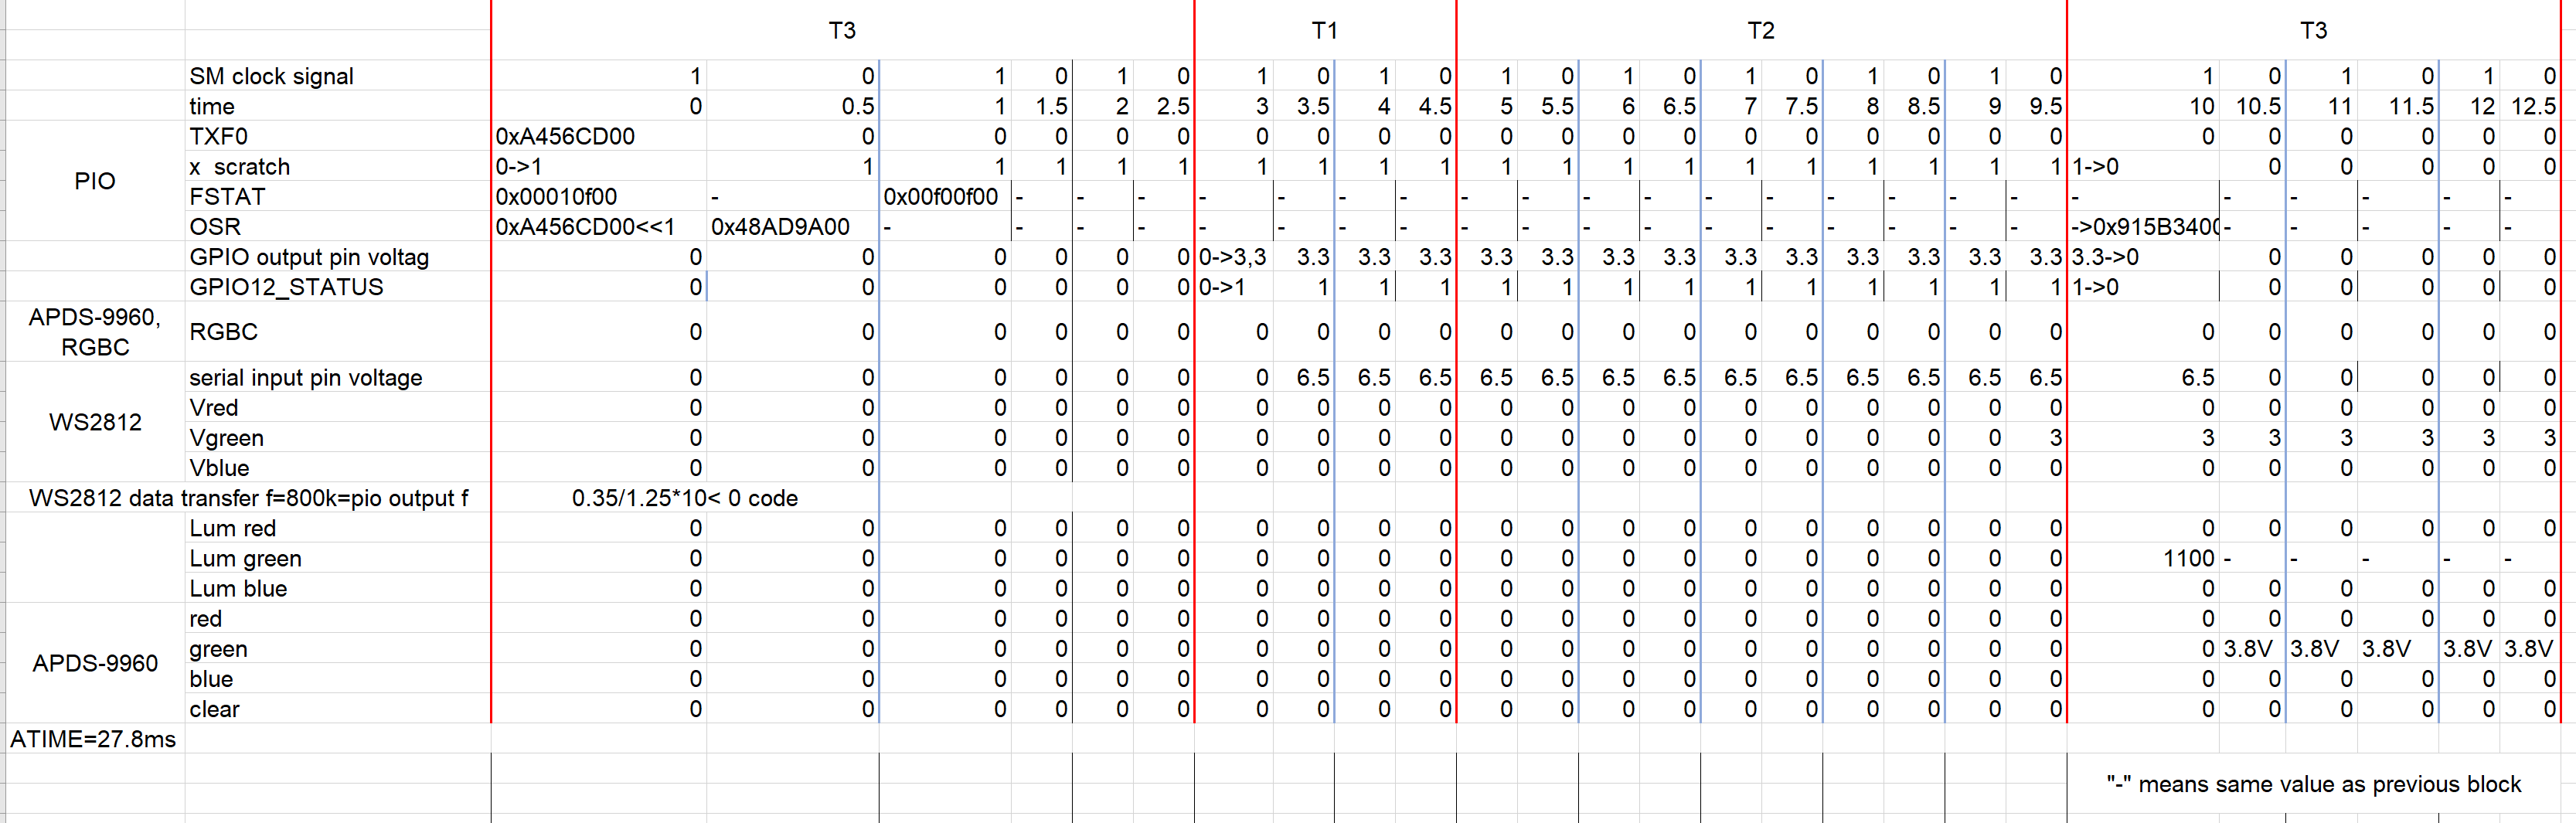 T3 T1 T2 T3
SM clock signal 1 0 1 0 1 0 1 0 1 0 1 0 1 0 1 0 1 0 1 0 1 0 1 0 1 0
time 0 0.5 1 1.5 2 2.5 3 3.5 4 4.5 5 5.5 6 6.5 7 7.5 8 8.5 9 9.5 10 10.5 11 11.5 12 12.5
TXF0 0xA456CD00 0 0 0 0 0 0 0 0 0 0 0 0 0 0 0 0 0 0 0 0 0 0 0 0 0
PIO
x scratch 0->1 1 1 1 1 1 1 1 1 1 1 1 1 1 1 1 1 1 1 1 1->0 0 0 0 0 0
FSTAT 0x00010f00 - 0x00f00f00 - - - - - - - - - - - - - - - - - - - - - - -
OSR 0xA456CD00<<1 0x48AD9A00 - - - - - - - - - - - - - - - - - - ->0x915B3400 - - - - -
GPIO output pin voltag 0 0 0 0 0 0 0->3,3 3.3 3.3 3.3 3.3 3.3 3.3 3.3 3.3 3.3 3.3 3.3 3.3 3.3 3.3->0 0 0 0 0 0
GPIO12_STATUS 0 0 0 0 0 0 0->1 1 1 1 1 1 1 1 1 1 1 1 1 1 1->0 0 0 0 0 0
APDS-9960,
RGBC
RGBC 0 0 0 0 0 0 0 0 0 0 0 0 0 0 0 0 0 0 0 0 0 0 0 0 0 0
serial input pin voltage 0 0 0 0 0 0 0 6.5 6.5 6.5 6.5 6.5 6.5 6.5 6.5 6.5 6.5 6.5 6.5 6.5 6.5 0 0 0 0 0
WS2812
Vred 0 0 0 0 0 0 0 0 0 0 0 0 0 0 0 0 0 0 0 0 0 0 0 0 0 0
Vgreen 0 0 0 0 0 0 0 0 0 0 0 0 0 0 0 0 0 0 0 3 3 3 3 3 3 3
Vblue 0 0 0 0 0 0 0 0 0 0 0 0 0 0 0 0 0 0 0 0 0 0 0 0 0 0
WS2812 data transfer f=800k=pio output f 0.35/1.25*10< 0 code
Lum red 0 0 0 0 0 0 0 0 0 0 0 0 0 0 0 0 0 0 0 0 0 0 0 0 0 0
Lum green 0 0 0 0 0 0 0 0 0 0 0 0 0 0 0 0 0 0 0 0 1100 - - - - -
Lum blue 0 0 0 0 0 0 0 0 0 0 0 0 0 0 0 0 0 0 0 0 0 0 0 0 0 0
APDS-9960
red 0 0 0 0 0 0 0 0 0 0 0 0 0 0 0 0 0 0 0 0 0 0 0 0 0 0
green 0 0 0 0 0 0 0 0 0 0 0 0 0 0 0 0 0 0 0 0 0 3.8V 3.8V 3.8V 3.8V 3.8V
blue 0 0 0 0 0 0 0 0 0 0 0 0 0 0 0 0 0 0 0 0 0 0 0 0 0 0
clear 0 0 0 0 0 0 0 0 0 0 0 0 0 0 0 0 0 0 0 0 0 0 0 0 0 0
ATIME=27.8ms
"-" means same value as previous block